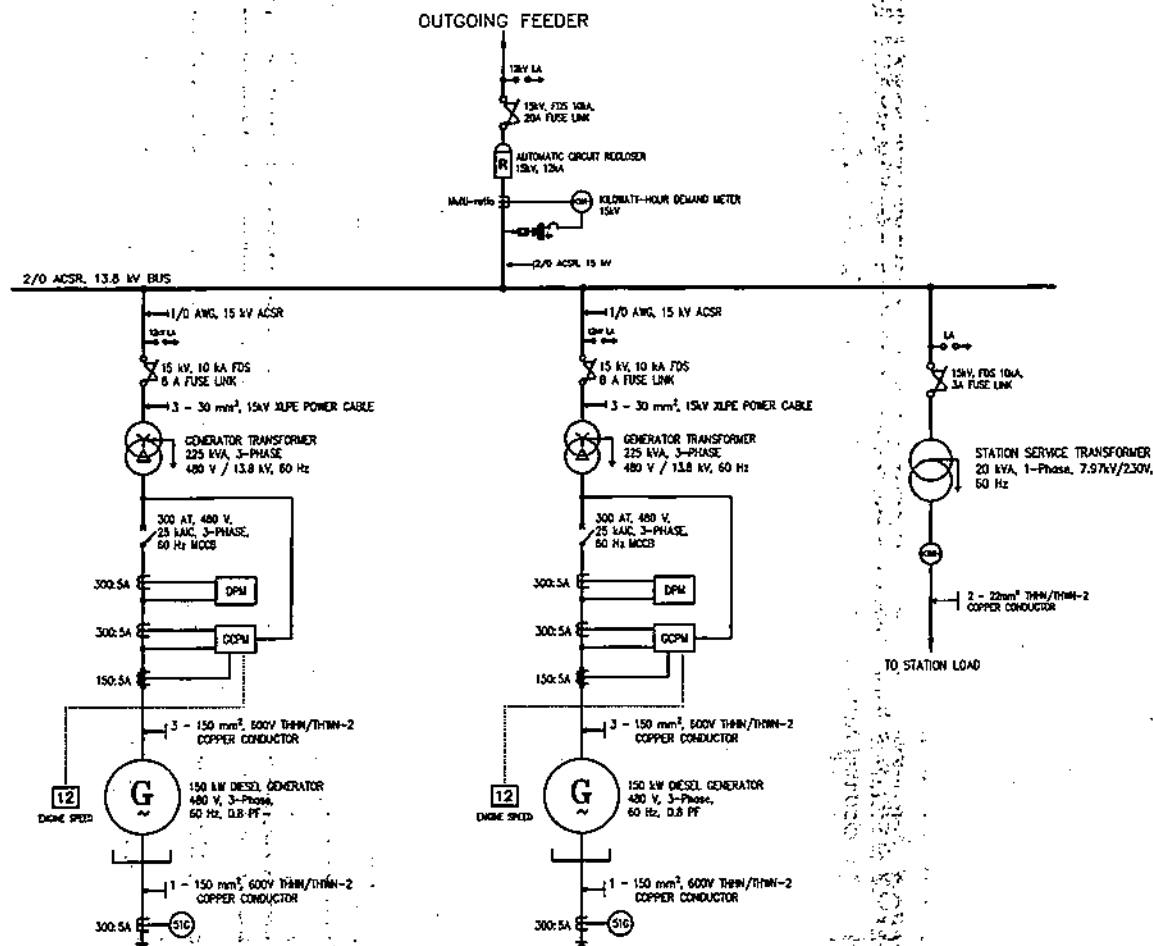 OUTGOING FEEDER
12kV LA
15kV, FDS 10kA,
20A FUSE LINK
R
AUTOMATIC CIRCUIT RECLOSER
15kV, 12kA
Multi-ratio
KILOWATT-HOUR DEMAND METER
15kV
2/0 ACSR, 15 kV
2/0 ACSR, 13.8 kV BUS
1/0 AWG, 15 kV ACSR
12kV LA
15 kV, 10 kA FDS
8 A FUSE LINK
3 - 30 mm², 15kV XLPE POWER CABLE
GENERATOR TRANSFORMER
225 kVA, 3-PHASE
480 V / 13.8 kV, 60 Hz
300 AT, 480 V,
25 kAIC, 3-PHASE,
60 Hz MCCB
300:5A
DPM
300:5A
GCPM
150:5A
3 - 150 mm², 600V THHN/THWN-2
COPPER CONDUCTOR
12
ENGINE SPEED
G
~
150 kW DIESEL GENERATOR
480 V, 3-Phase,
60 Hz, 0.8 PF
1 - 150 mm², 600V THHN/THWN-2
COPPER CONDUCTOR
300:5A
51G
1/0 AWG, 15 kV ACSR
12kV LA
15 kV, 10 kA FDS
8 A FUSE LINK
3 - 30 mm², 15kV XLPE POWER CABLE
GENERATOR TRANSFORMER
225 kVA, 3-PHASE
480 V / 13.8 kV, 60 Hz
300 AT, 480 V,
25 kAIC, 3-PHASE,
60 Hz MCCB
300:5A
DPM
300:5A
GCPM
150:5A
3 - 150 mm², 600V THHN/THWN-2
COPPER CONDUCTOR
12
ENGINE SPEED
G
~
150 kW DIESEL GENERATOR
480 V, 3-Phase,
60 Hz, 0.8 PF
1 - 150 mm², 600V THHN/THWN-2
COPPER CONDUCTOR
300:5A
51G
LA
15kV, FDS 10kA,
3A FUSE LINK
STATION SERVICE TRANSFORMER
20 kVA, 1-Phase, 7.97kV/230V,
60 Hz
2 - 22mm² THHN/THWN-2
COPPER CONDUCTOR
TO STATION LOAD